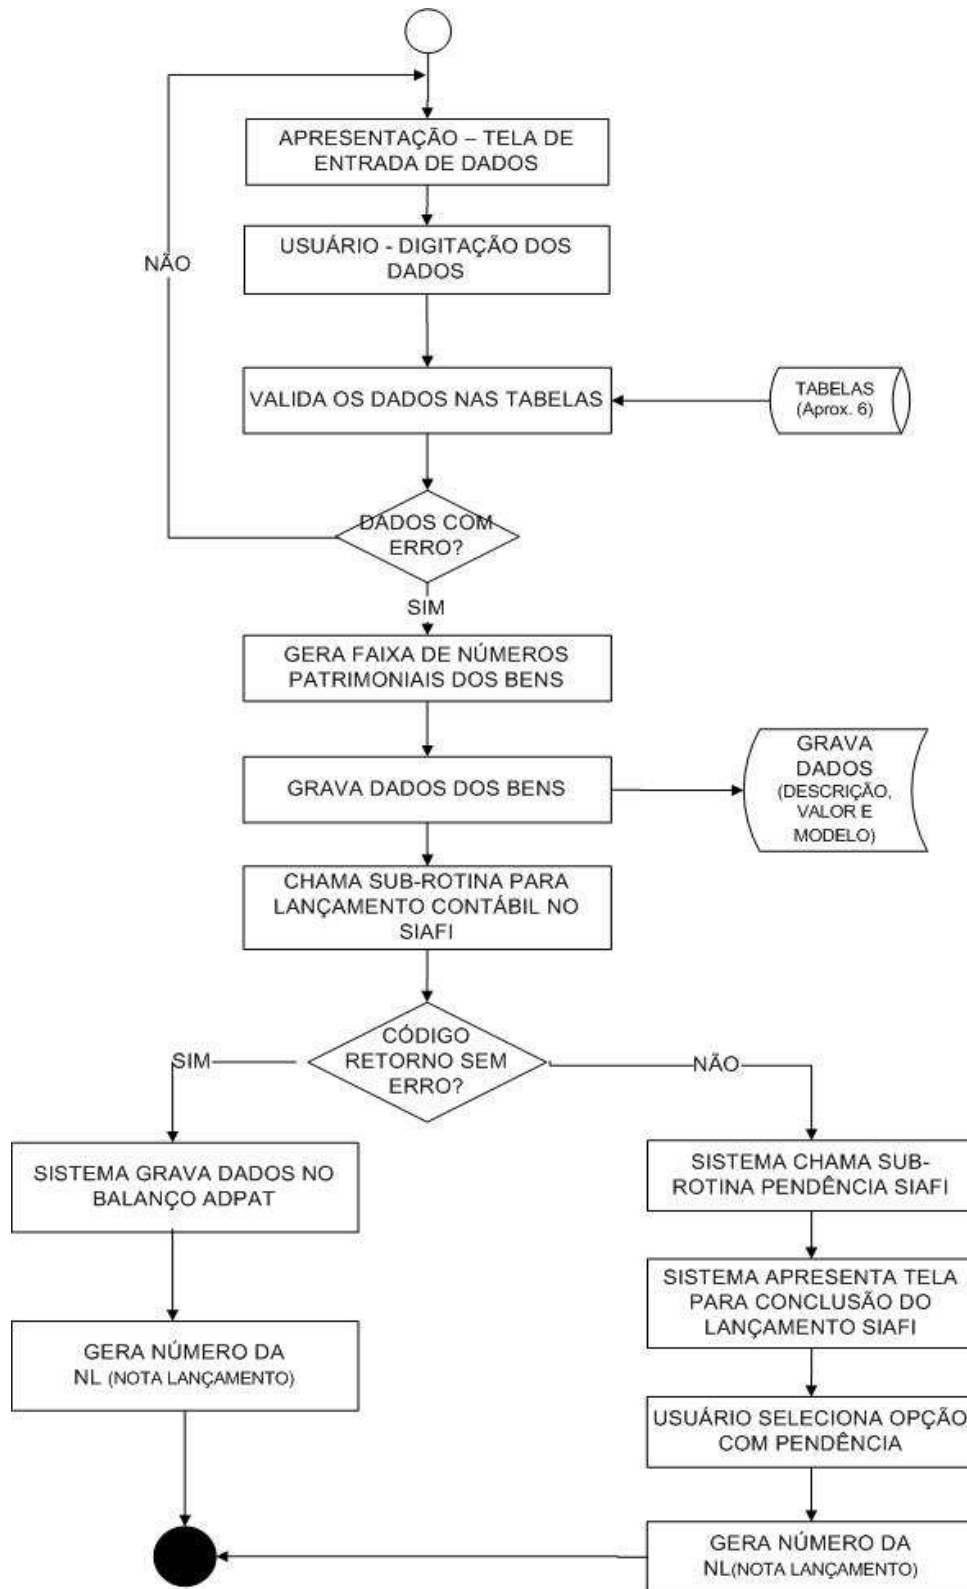 APRESENTAÇÃO – TELA DE
ENTRADA DE DADOS
USUÁRIO - DIGITAÇÃO DOS
DADOS
NÃO
VALIDA OS DADOS NAS TABELAS
TABELAS
(Aprox. 6)
DADOS COM
ERRO?
SIM
GERA FAIXA DE NÚMEROS
PATRIMONIAIS DOS BENS
GRAVA DADOS DOS BENS
GRAVA
DADOS
(DESCRIÇÃO,
VALOR E
MODELO)
CHAMA SUB-ROTINA PARA
LANÇAMENTO CONTÁBIL NO
SIAFI
CÓDIGO
RETORNO SEM
ERRO?
SIM
NÃO
SISTEMA GRAVA DADOS NO
BALANÇO ADPAT
GERA NÚMERO DA
NL (NOTA LANÇAMENTO)
SISTEMA CHAMA SUB-
ROTINA PENDÊNCIA SIAFI
SISTEMA APRESENTA TELA
PARA CONCLUSÃO DO
LANÇAMENTO SIAFI
USUÁRIO SELECIONA OPÇÃO
COM PENDÊNCIA
GERA NÚMERO DA
NL(NOTA LANÇAMENTO)